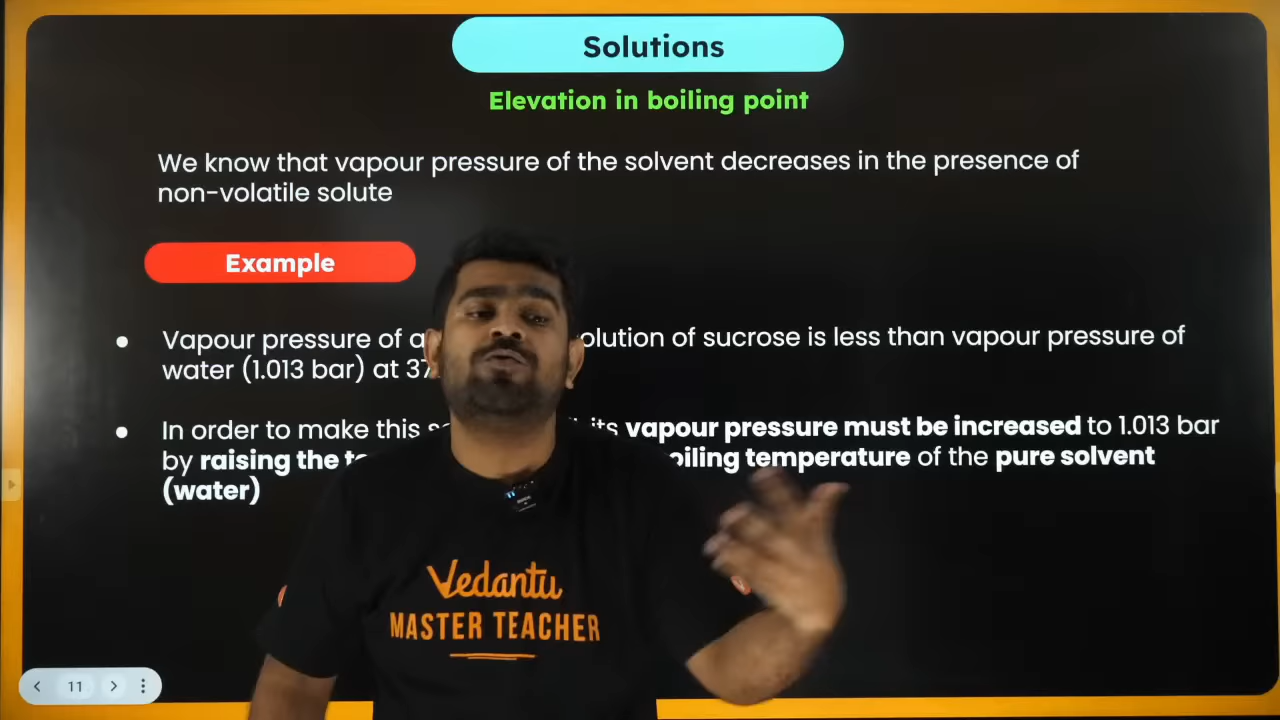 Solutions
Elevation in boiling point
We know that vapour pressure of the solvent decreases in the presence of
non-volatile solute
Example
Vapour pressure of olution of sucrose is less than vapour pressure of
water (1.013 bar) at 37
In order to make this its vapour pressure must be increased to 1.013 bar
by raising the oiling temperature of the pure solvent
(water)
Vedantu
MASTER TEACHER
11